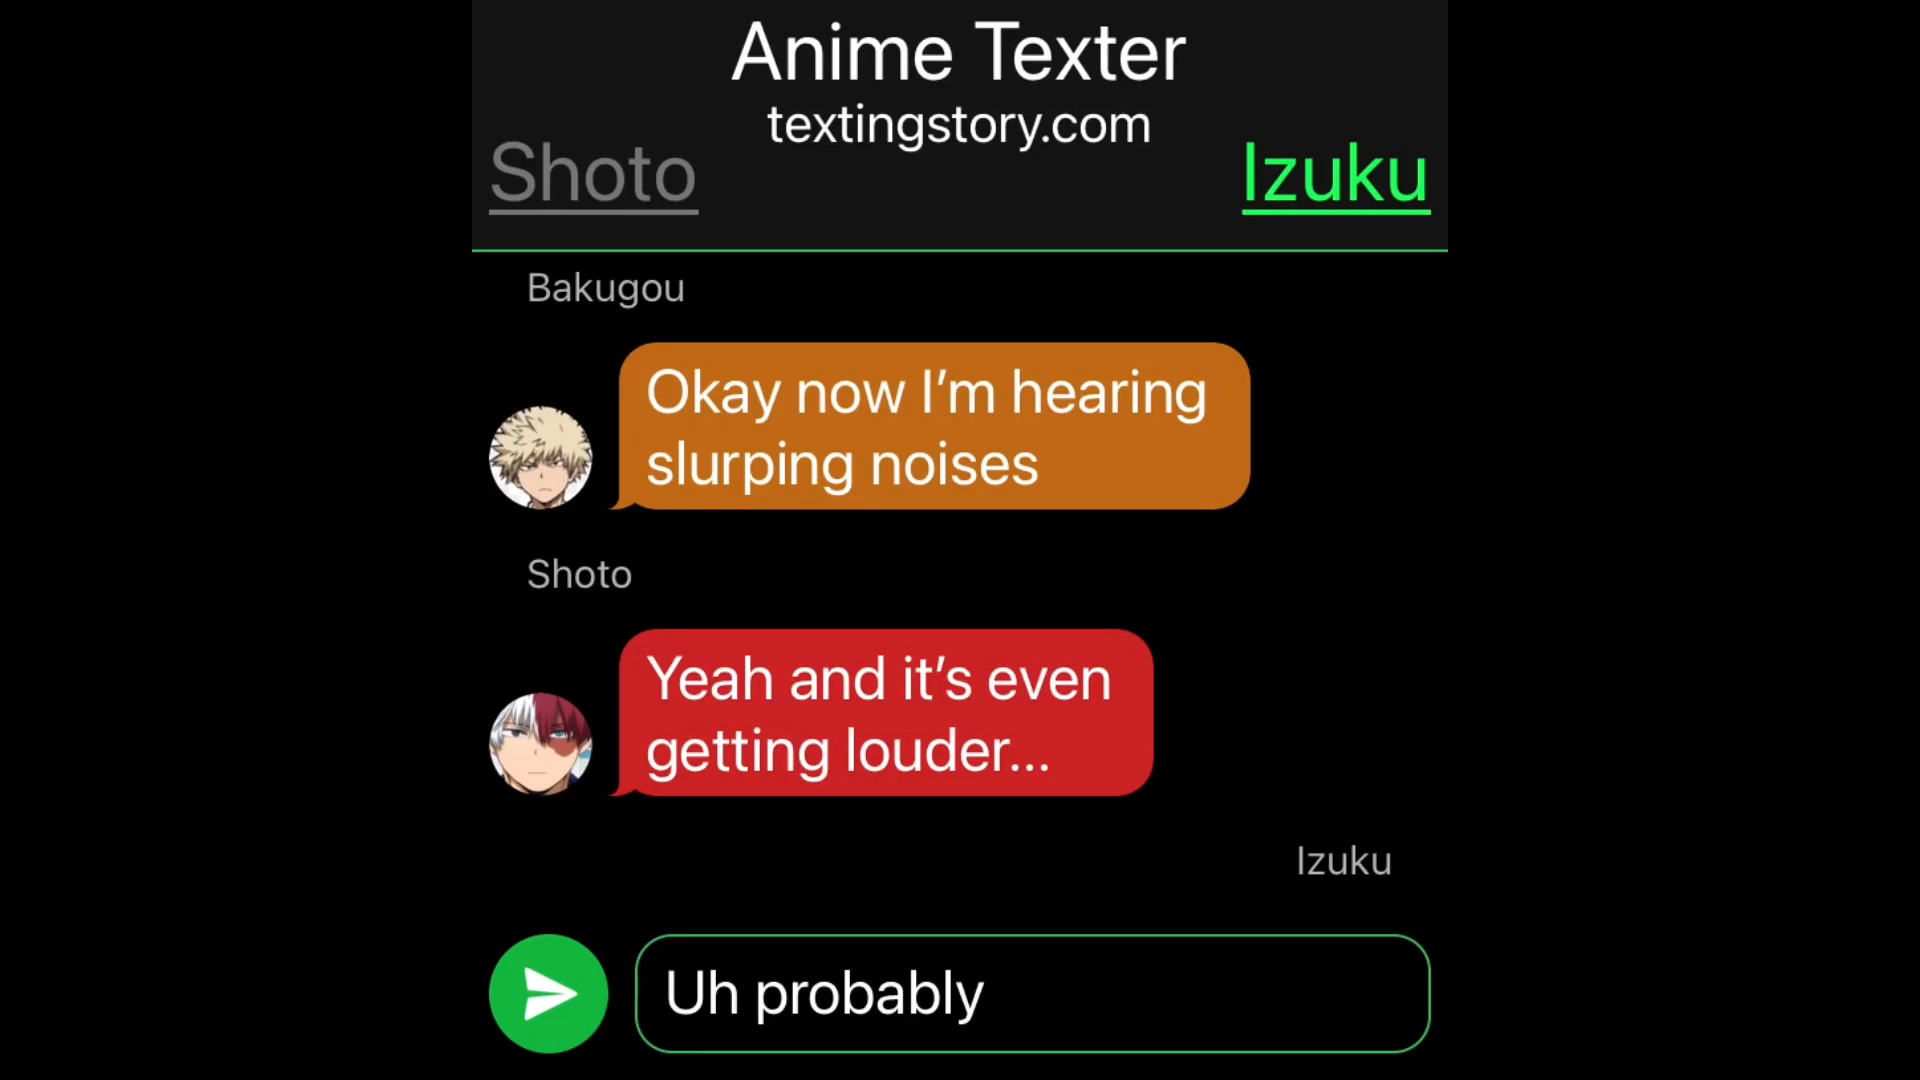 Anime Texter
textingstory.com
Shoto
Izuku
Bakugou
Okay now I’m hearing
slurping noises
Shoto
Yeah and it’s even
getting louder...
Izuku
Uh probably